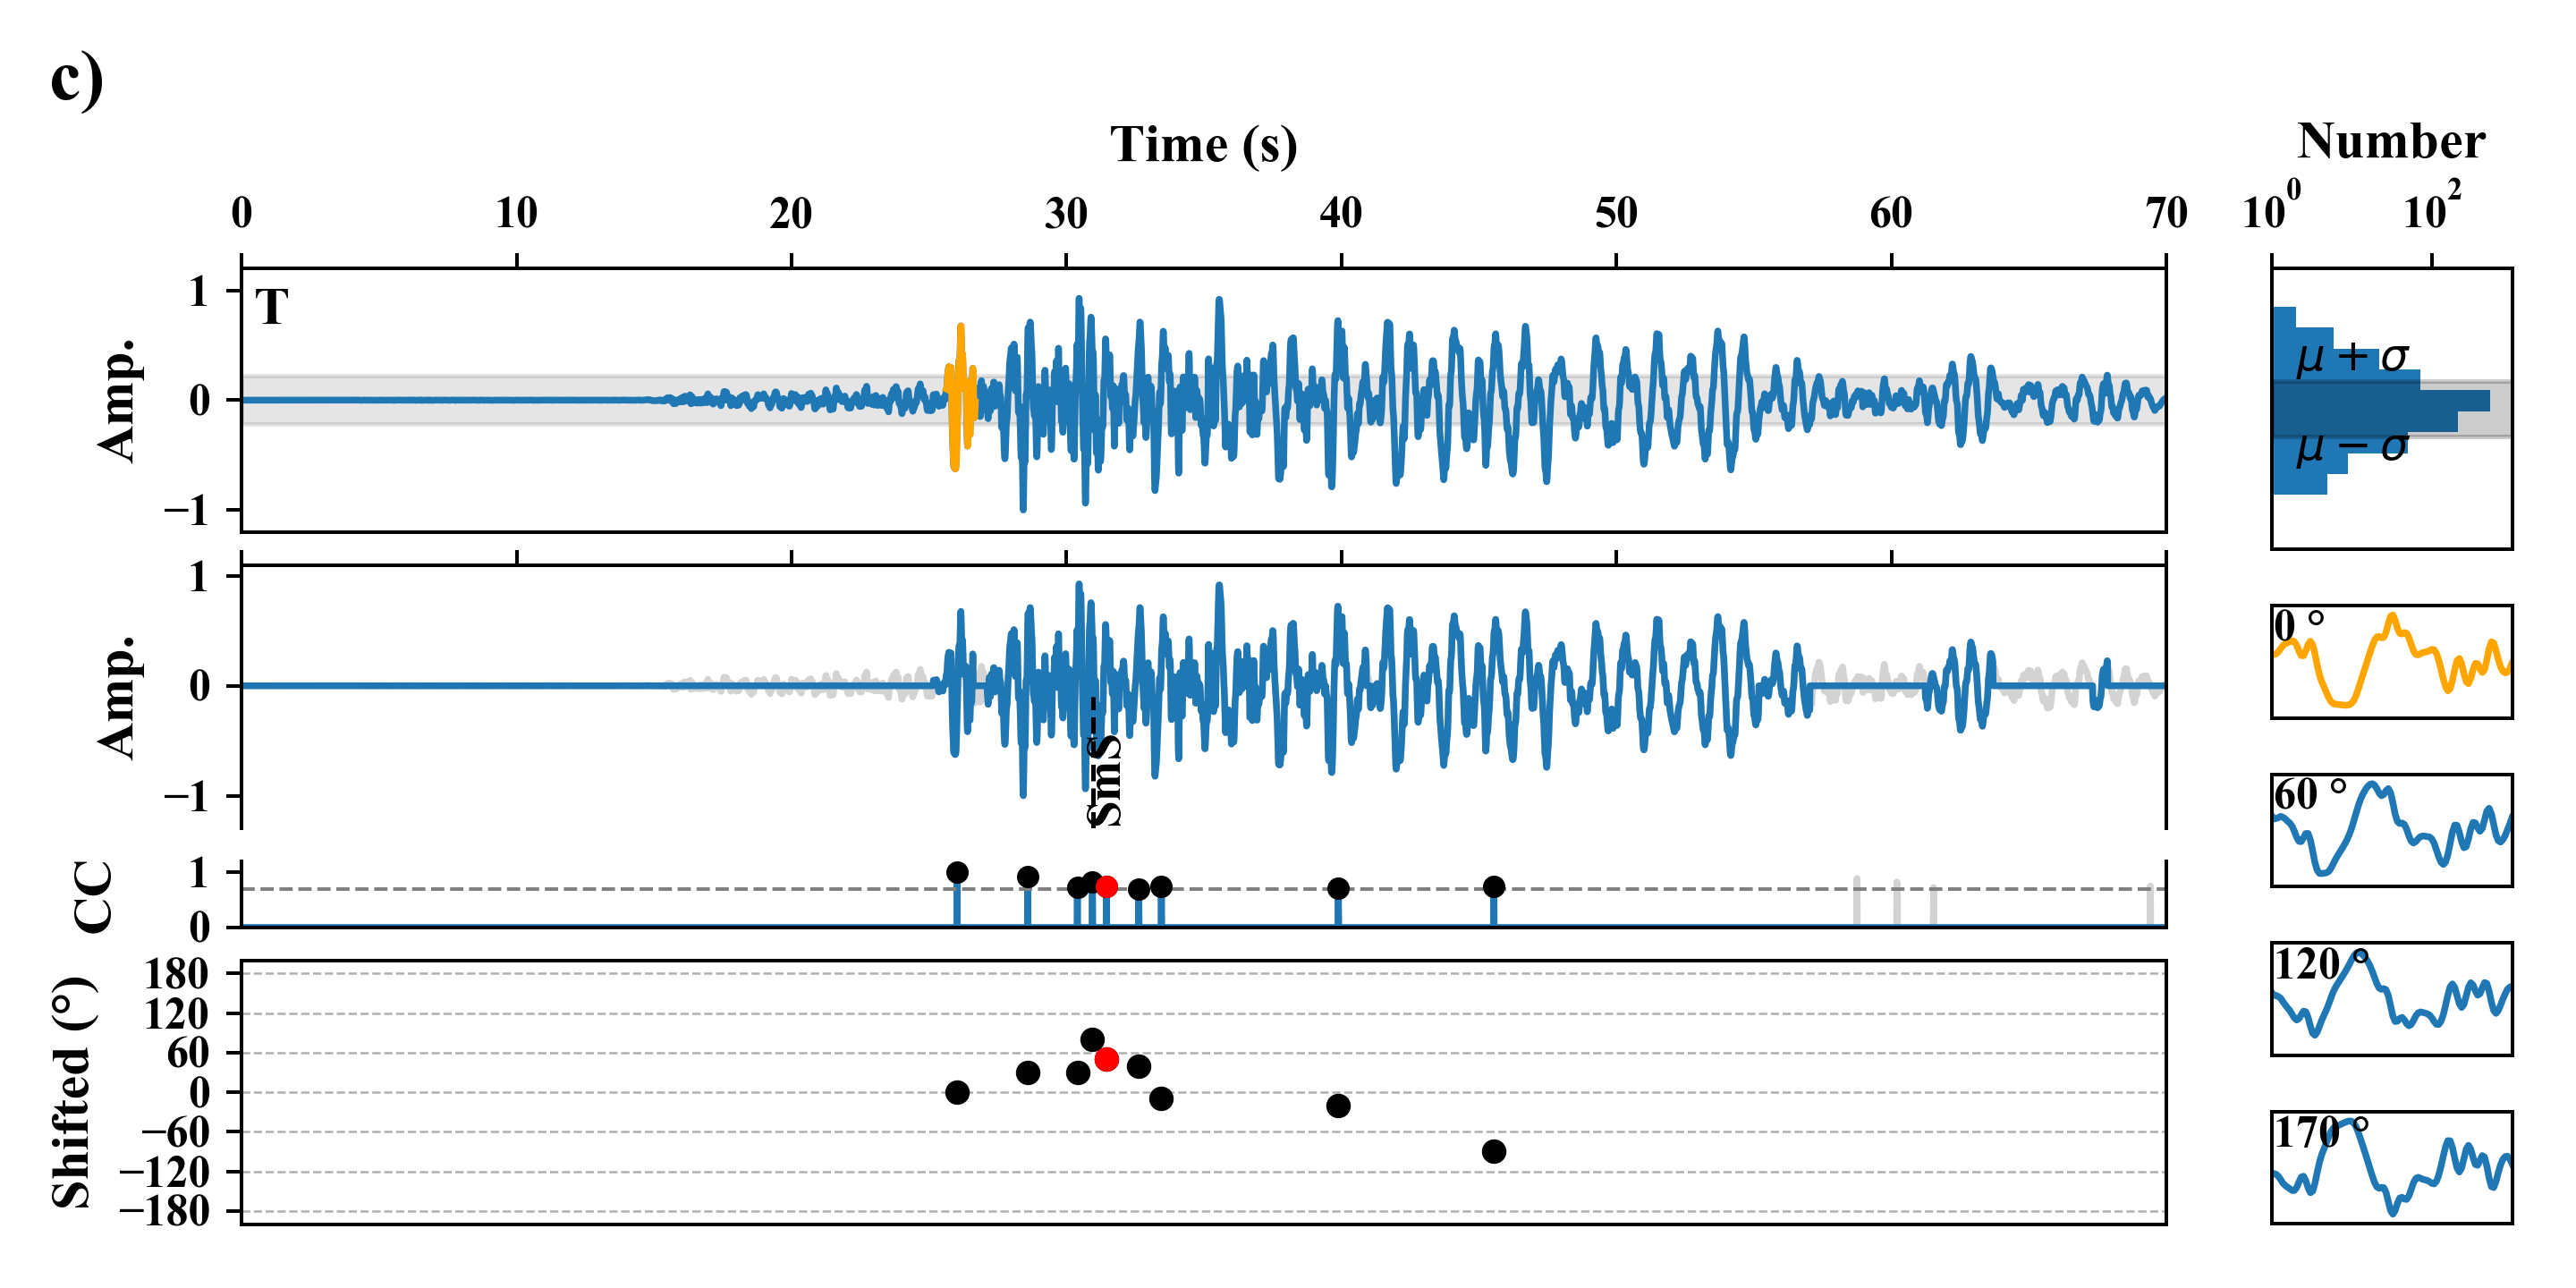 c)
Time (s)
Number
0 10 20 30 40 50 60 70
10^0 10^2
T
Amp.
1
0
−1
μ + σ
μ − σ
Amp.
1
0
−1
SmS
0 °
60 °
CC
1
0
120 °
Shifted (°)
180
120
60
0
−60
−120
−180
170 °